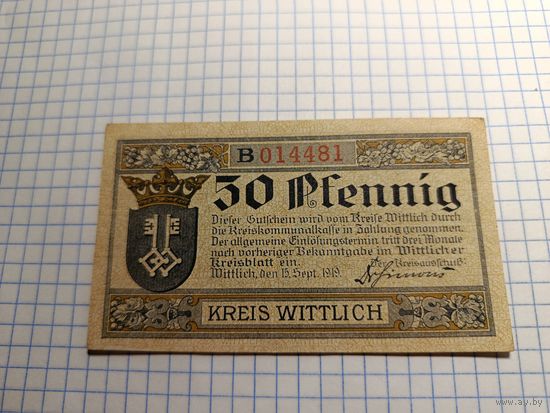 B 014481
50 Pfennig
Dieser Gutschein wird vom Kreise Wittlich durch
die Kreiskommunalkasse in Zahlung genommen.
Der allgemeine Einlösungstermin tritt drei Monate
nach vorheriger Bekanntgabe im Wittlicher
Kreisblatt ein.
Der Kreisausschuß:
Wittlich, den 15. Sept. 1919.
KREIS WITTLICH
www.ay.by